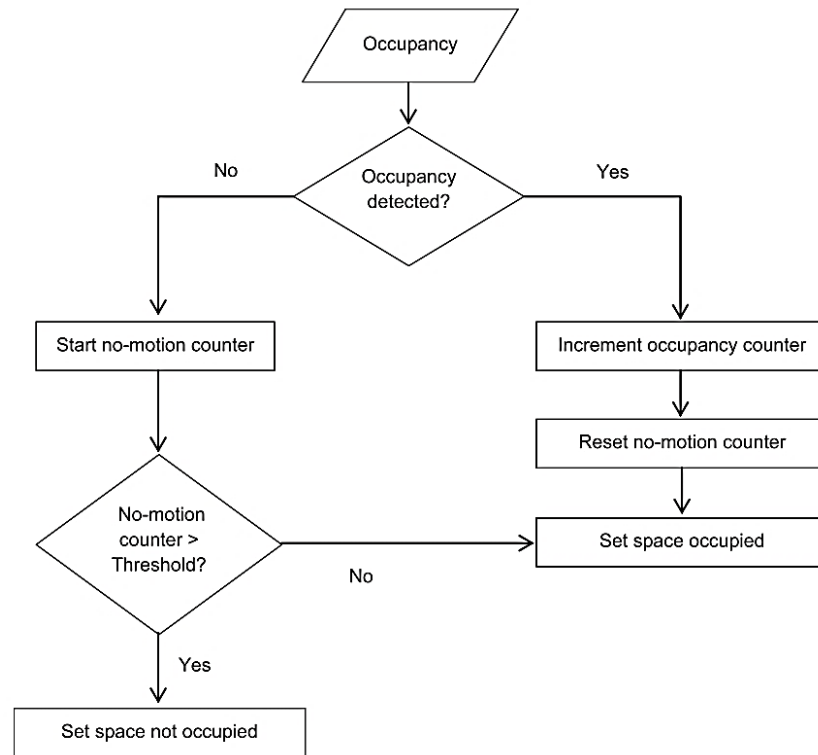 Occupancy
No
Occupancy
detected?
Yes
Start no-motion counter
Increment occupancy counter
Reset no-motion counter
No-motion
counter >
Threshold?
Set space occupied
No
Yes
Set space not occupied